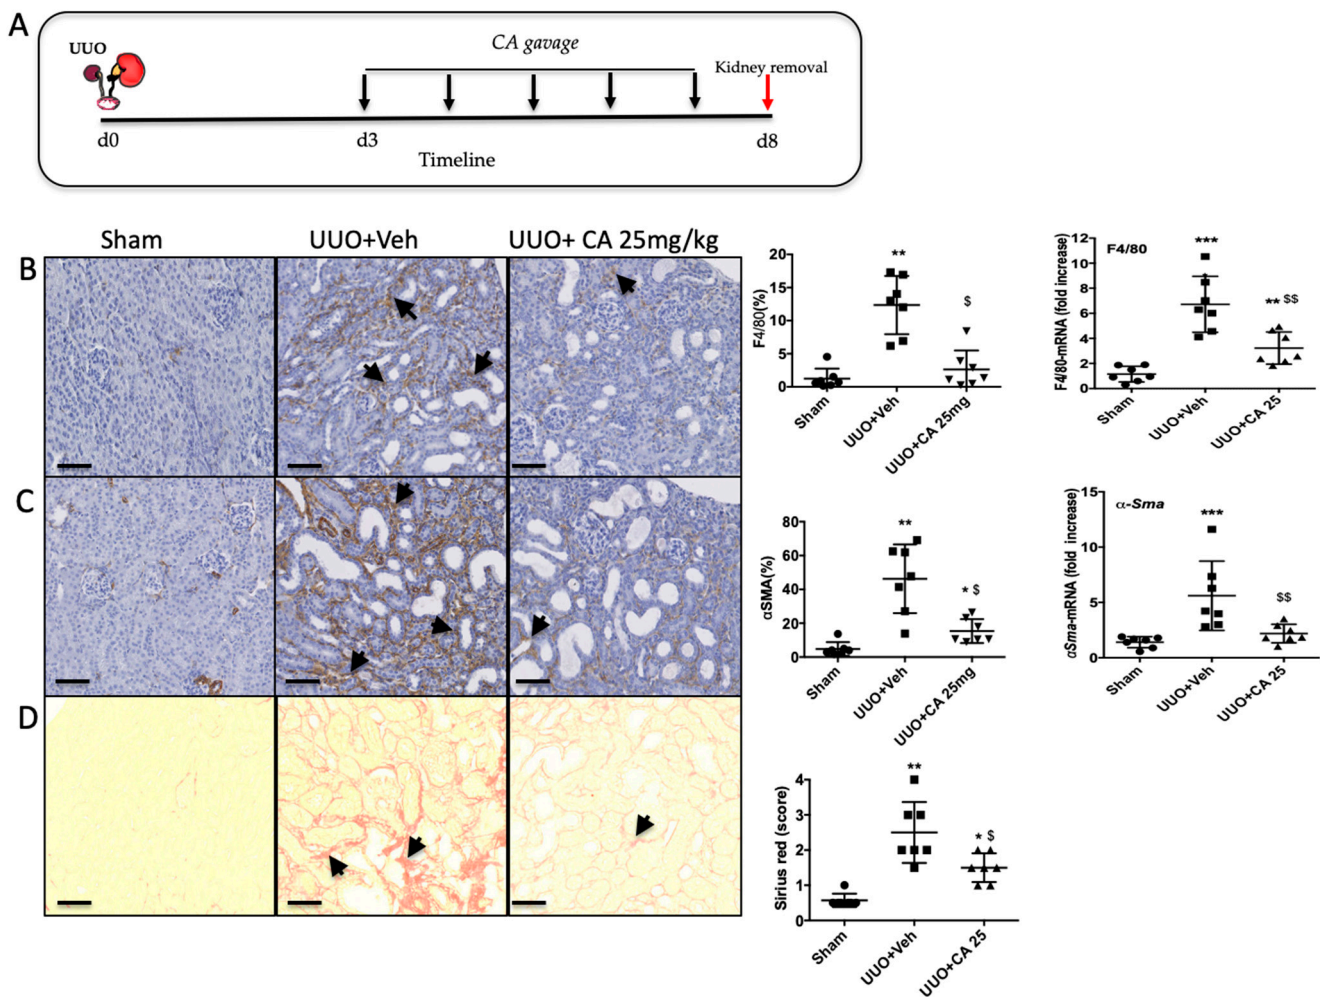 A
UUO
CA gavage
Kidney removal
d0
d3
d8
Timeline
Sham
UUO+Veh
UUO+ CA 25mg/kg
B
F4/80(%)
20
15
10
5
0
**
$
Sham
UUO+Veh
UUO+CA 25mg
F4/80-mRNA (fold increase)
12
10
8
6
4
2
0
F4/80
***
** $$
Sham
UUO+Veh
UUO+CA 25
C
αSMA(%)
80
60
40
20
0
**
* $
Sham
UUO+Veh
UUO+CA 25mg
αSma-mRNA (fold increase)
15
10
5
0
α-Sma
***
$$
Sham
UUO+Veh
UUO+CA 25
D
Sirius red (score)
4
3
2
1
0
**
* $
Sham
UUO+Veh
UUO+CA 25